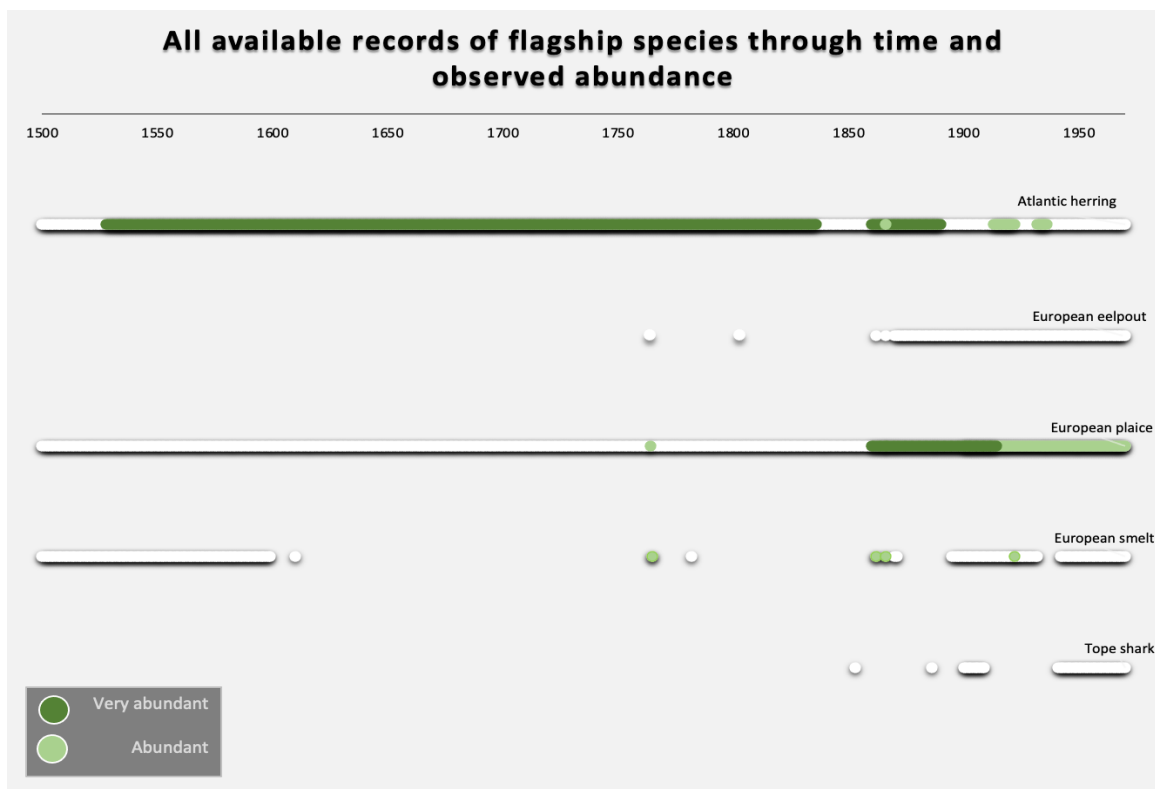 All available records of flagship species through time and
observed abundance
1500 1550 1600 1650 1700 1750 1800 1850 1900 1950
Atlantic herring
European eelpout
European plaice
European smelt
Tope shark
Very abundant
Abundant